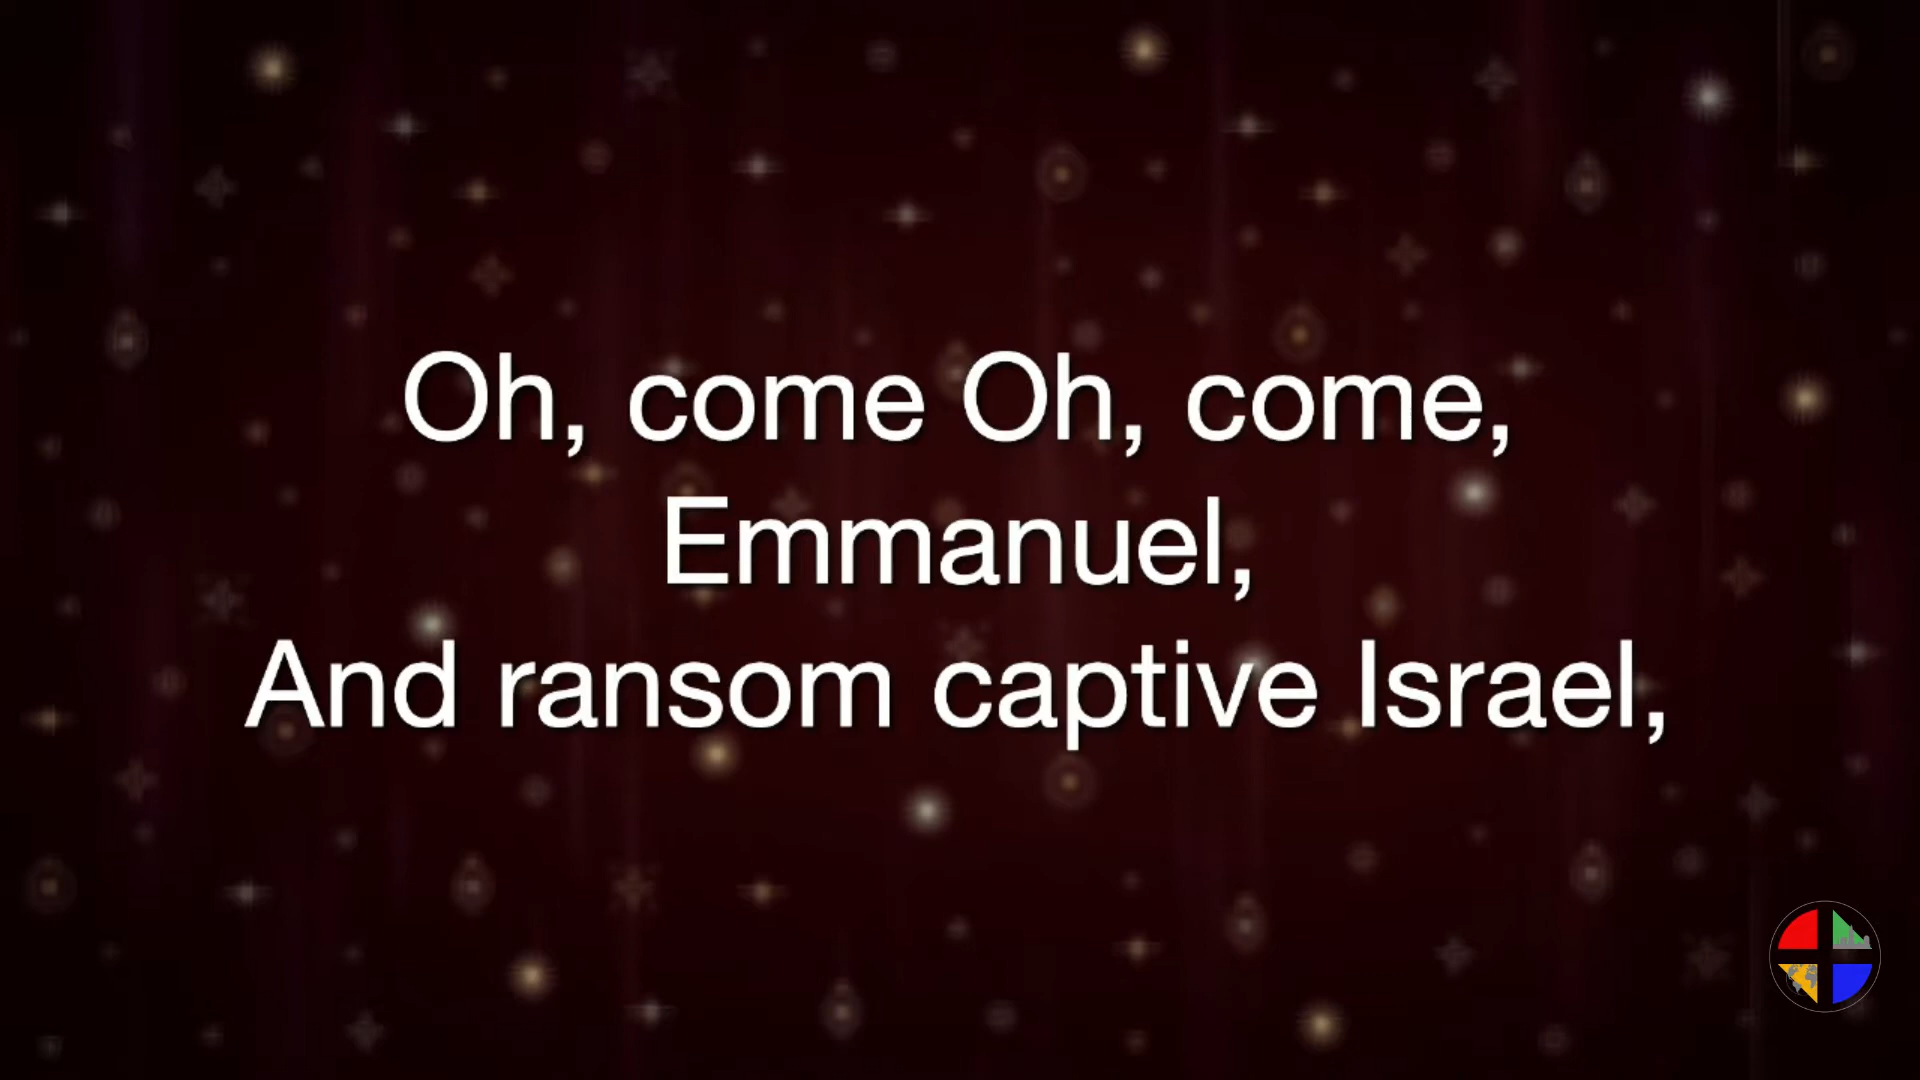 Oh, come Oh, come,
Emmanuel,
And ransom captive Israel,